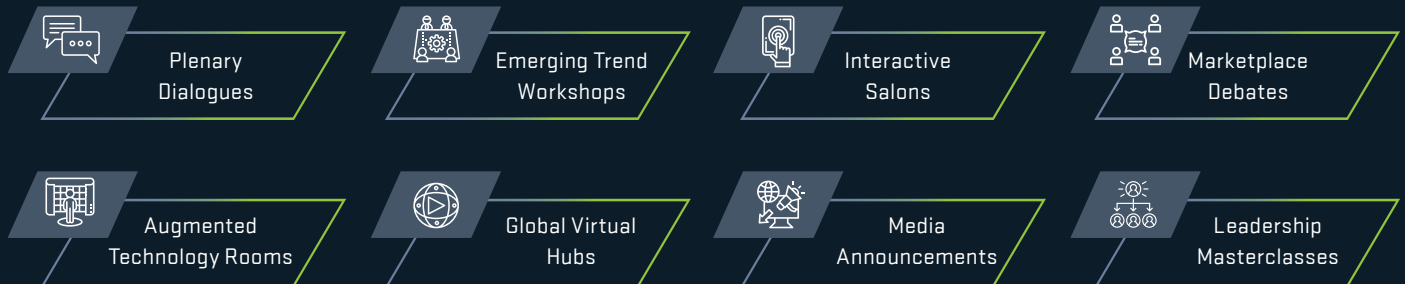 Plenary
Dialogues
Emerging Trend
Workshops
Interactive
Salons
Marketplace
Debates
Augmented
Technology Rooms
Global Virtual
Hubs
Media
Announcements
Leadership
Masterclasses